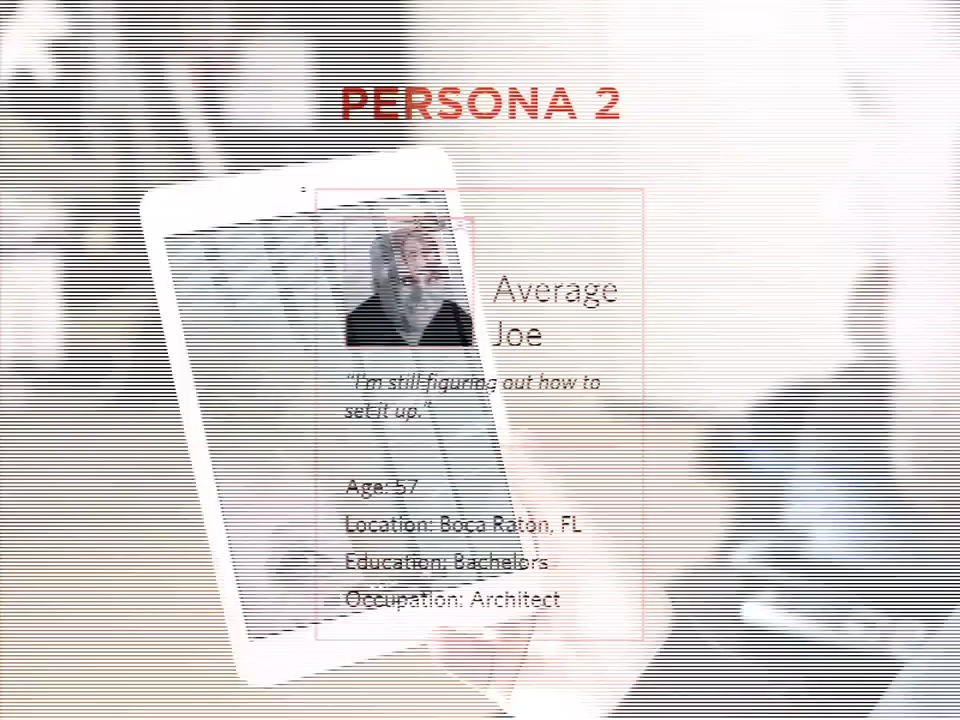 PERSONA 2
Average
Joe
“I’m still figuring out how to
set it up.”
Age: 57
Location: Boca Raton, FL
Education: Bachelors
Occupation: Architect